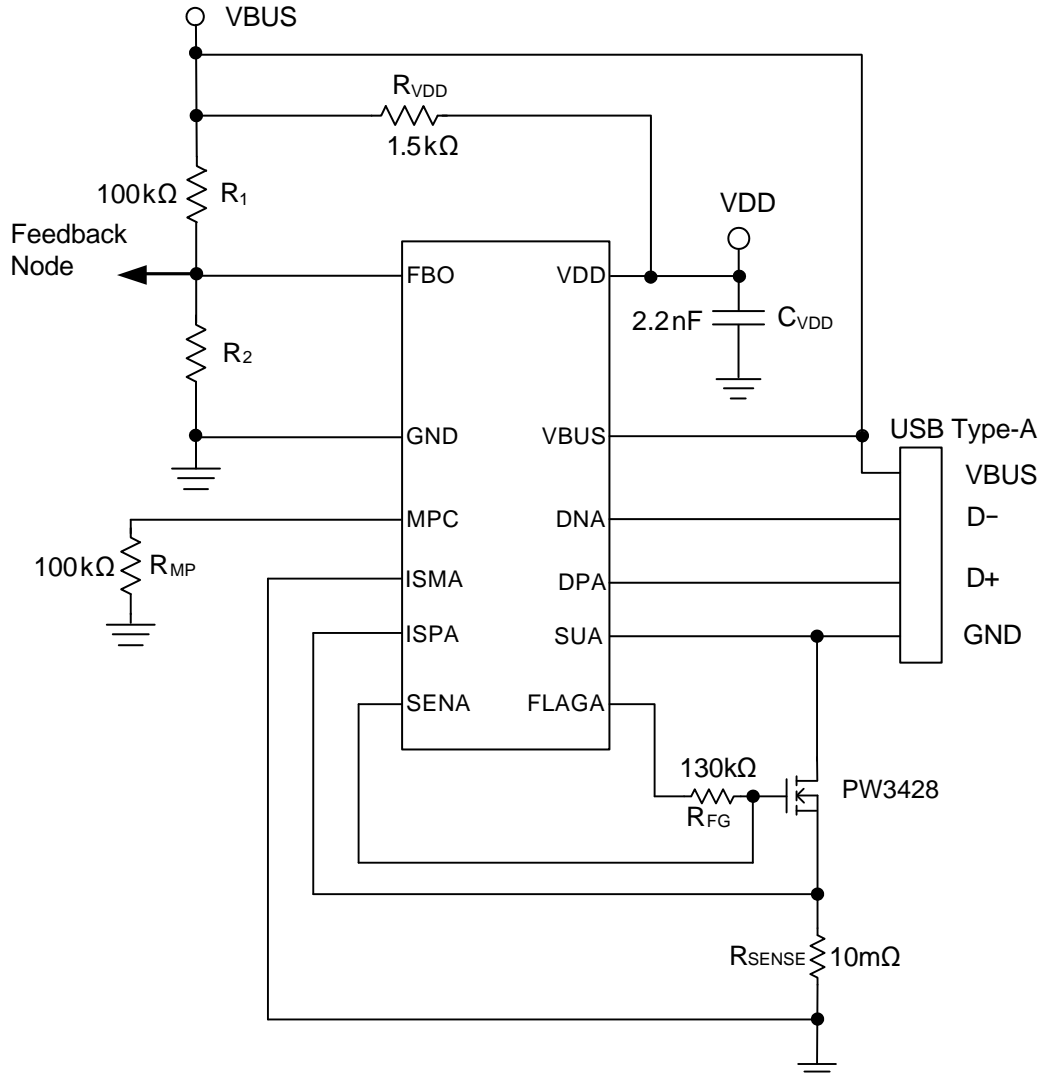 VBUS
RVDD
1.5kΩ
100kΩ R1
Feedback
Node
VDD
FBO VDD
2.2nF CVDD
R2
GND VBUS
USB Type-A
VBUS
MPC DNA D−
100kΩ RMP
ISMA DPA D+
ISPA SUA GND
SENA FLAGA
130kΩ
RFG
PW3428
RSENSE 10mΩ